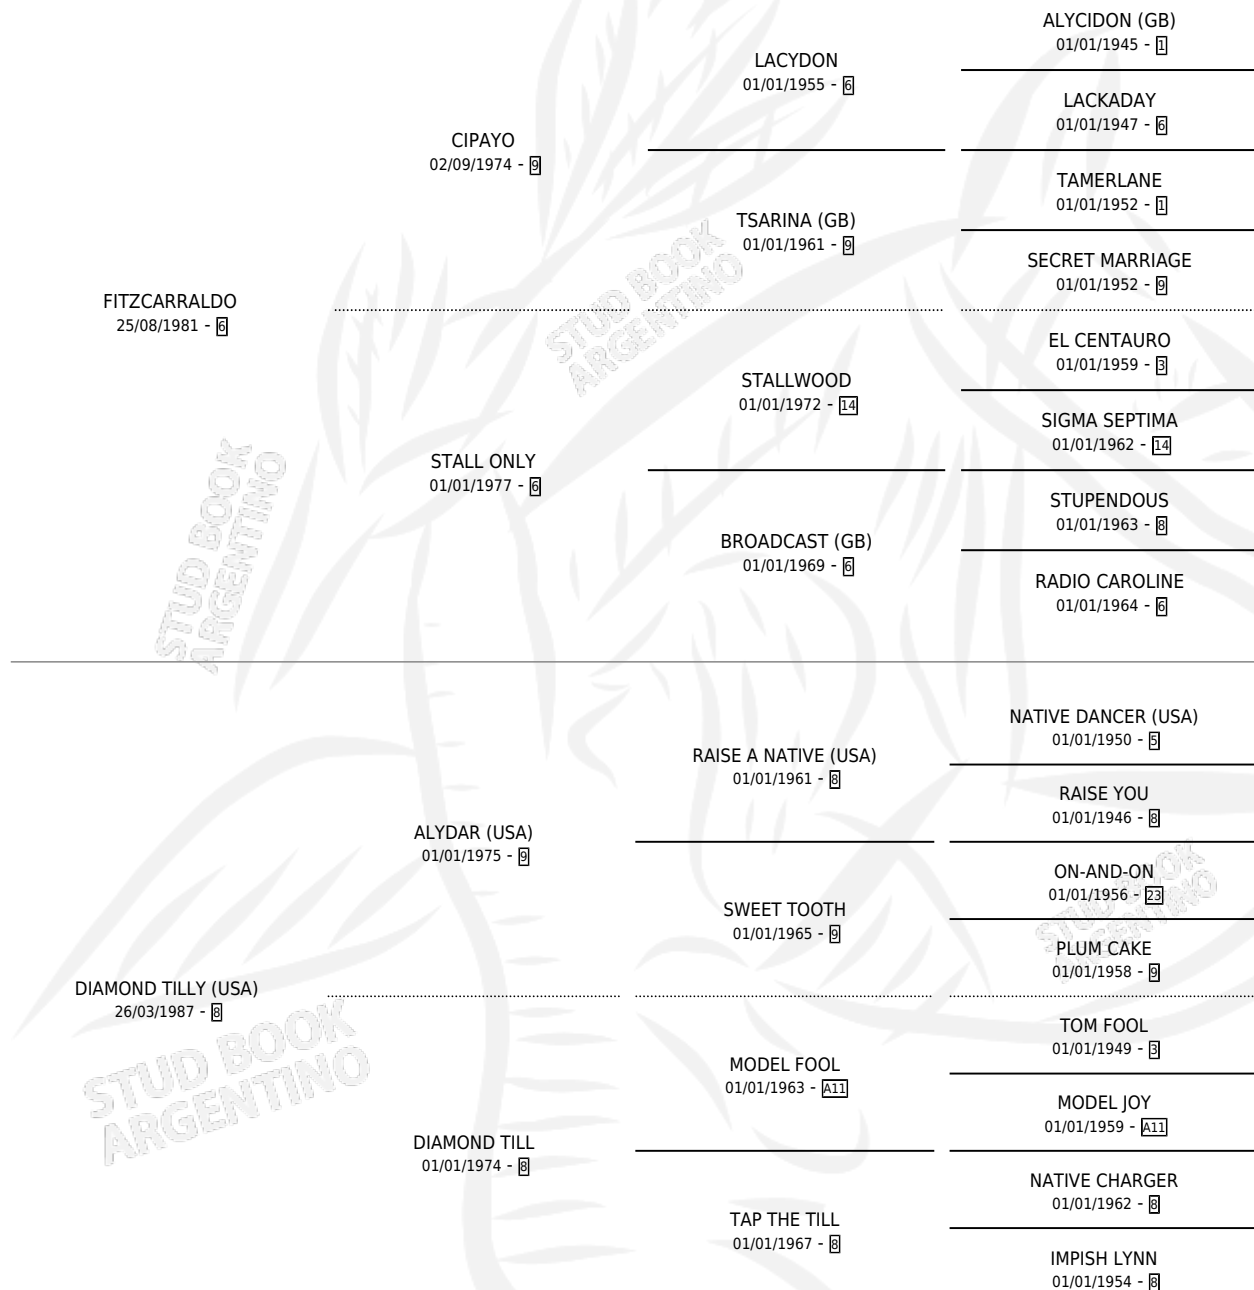 ALYCIDON (GB)
01/01/1945 - 1
LACYDON
01/01/1955 - 6
LACKADAY
01/01/1947 - 6
CIPAYO
02/09/1974 - 9
TAMERLANE
01/01/1952 - 1
TSARINA (GB)
01/01/1961 - 9
SECRET MARRIAGE
01/01/1952 - 9
FITZCARRALDO
25/08/1981 - 6
EL CENTAURO
01/01/1959 - 3
STALLWOOD
01/01/1972 - 14
SIGMA SEPTIMA
01/01/1962 - 14
STALL ONLY
01/01/1977 - 6
STUPENDOUS
01/01/1963 - 8
BROADCAST (GB)
01/01/1969 - 6
RADIO CAROLINE
01/01/1964 - 6
STUD BOOK
ARGENTINO
STUD BOOK
ARGENTINO
NATIVE DANCER (USA)
01/01/1950 - 5
RAISE A NATIVE (USA)
01/01/1961 - 8
RAISE YOU
01/01/1946 - 8
ALYDAR (USA)
01/01/1975 - 9
ON-AND-ON
01/01/1956 - 23
SWEET TOOTH
01/01/1965 - 9
PLUM CAKE
01/01/1958 - 9
STUD BOOK
ARGENTINO
DIAMOND TILLY (USA)
26/03/1987 - 8
TOM FOOL
01/01/1949 - 3
MODEL FOOL
01/01/1963 - A11
MODEL JOY
01/01/1959 - A11
STUD BOOK
ARGENTINO
DIAMOND TILL
01/01/1974 - 8
NATIVE CHARGER
01/01/1962 - 8
TAP THE TILL
01/01/1967 - 8
IMPISH LYNN
01/01/1954 - 8